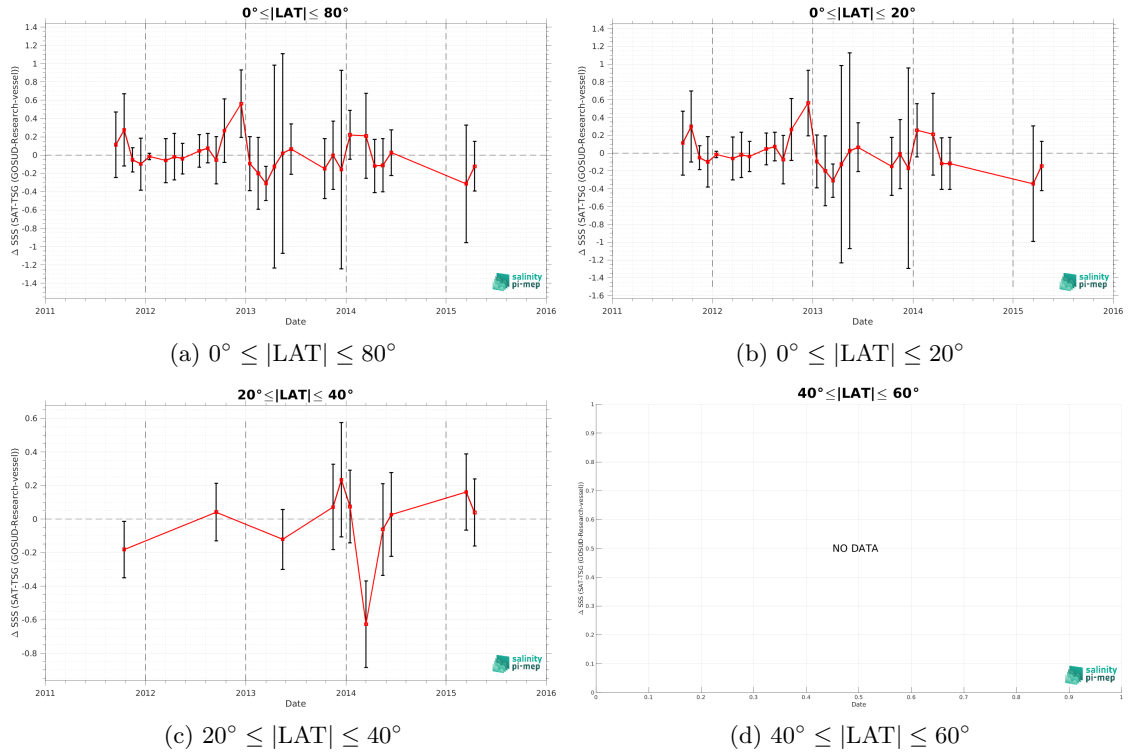 0°≤|LAT|≤ 80°
Δ SSS (SAT-TSG (GOSUD-Research-vessel))
1.4
1.2
1
0.8
0.6
0.4
0.2
0
-0.2
-0.4
-0.6
-0.8
-1
-1.2
-1.4
2011 2012 2013 2014 2015 2016
Date
salinity
pi-mep
(a) 0° ≤ |LAT| ≤ 80°
0°≤|LAT|≤ 20°
Δ SSS (SAT-TSG (GOSUD-Research-vessel))
1.4
1.2
1
0.8
0.6
0.4
0.2
0
-0.2
-0.4
-0.6
-0.8
-1
-1.2
-1.4
-1.6
2011 2012 2013 2014 2015 2016
Date
salinity
pi-mep
(b) 0° ≤ |LAT| ≤ 20°
20°≤|LAT|≤ 40°
Δ SSS (SAT-TSG (GOSUD-Research-vessel))
0.6
0.4
0.2
0
-0.2
-0.4
-0.6
-0.8
2011 2012 2013 2014 2015 2016
Date
salinity
pi-mep
(c) 20° ≤ |LAT| ≤ 40°
40°≤|LAT|≤ 60°
Δ SSS (SAT-TSG (GOSUD-Research-vessel))
1
0.9
0.8
0.7
0.6
0.5
0.4
0.3
0.2
0.1
0
NO DATA
0 0.1 0.2 0.3 0.4 0.5 0.6 0.7 0.8 0.9 1
Date
salinity
pi-mep
(d) 40° ≤ |LAT| ≤ 60°